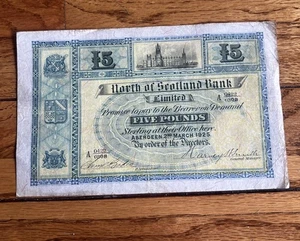 £5 £5
North of Scotland Bank
Limited
A
Promise to pay to the Bearer on Demand
FIVE POUNDS
Sterling at their Office here
A
ABERDEEN 2ND MARCH 1925
By order of the Directors.